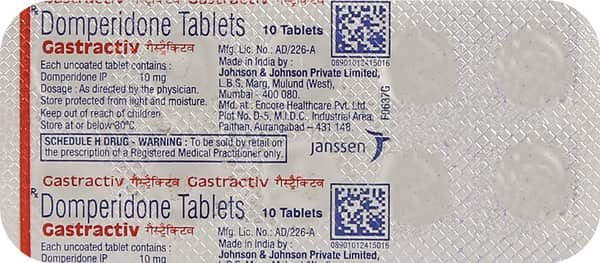 ℞ Domperidone Tablets 10 Tablets
Gastractiv गैस्ट्रैक्टिव
Each uncoated tablet contains :
Domperidone IP 10 mg
Dosage : As directed by the physician.
Store protected from light and moisture.
Keep out of reach of children.
Store at or below 30°C.
Mfg. Lic. No.: AD/226-A
Made in India by :
Johnson & Johnson Private Limited,
L.B.S. Marg, Mulund (West),
Mumbai - 400 080.
Mfd. at : Encore Healthcare Pvt. Ltd.
Plot No. D-5, M.I.D.C., Industrial Area,
Paithan, Aurangabad – 431 148.
08901012415016
F0637G
SCHEDULE H DRUG - WARNING : To be sold by retail on
the prescription of a Registered Medical Practitioner only.
janssen
Gastractiv गैस्ट्रैक्टिव Gastractiv गैस्ट्रैक्टिव
℞ Domperidone Tablets 10 Tablets
Gastractiv गैस्ट्रैक्टिव
Each uncoated tablet contains :
Domperidone IP 10 mg
Mfg. Lic. No.: AD/226-A
Made in India by :
Johnson & Johnson Private Limited,
08901012415016